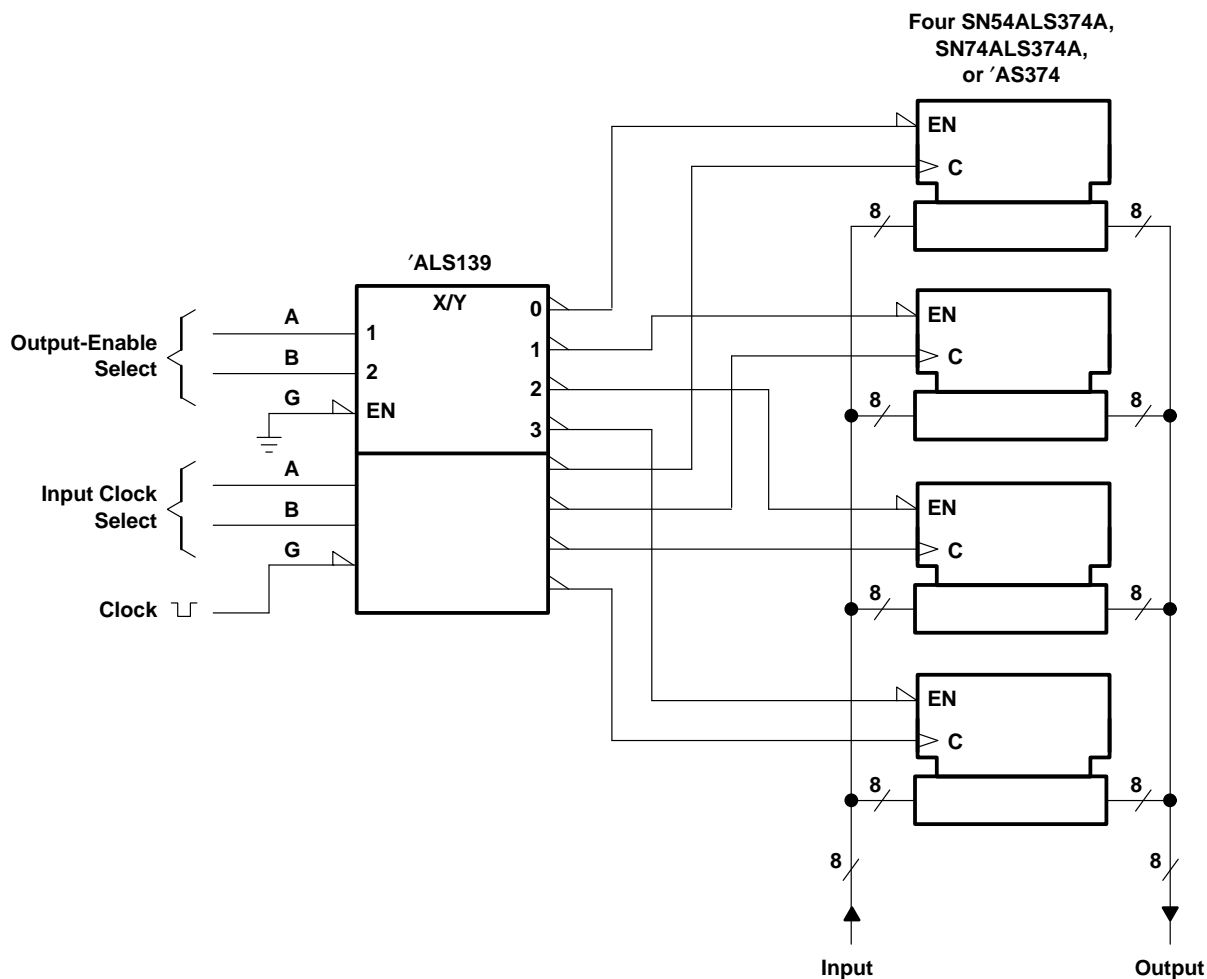 Four SN54ALS374A,
SN74ALS374A,
or ′AS374
EN
C
8
8
′ALS139
X/Y
0
1
2
3
Output-Enable
Select
A
1
B
2
G
EN
Input Clock
Select
A
B
G
Clock
EN
C
8
8
EN
C
8
8
EN
C
8
8
8
8
Input
Output